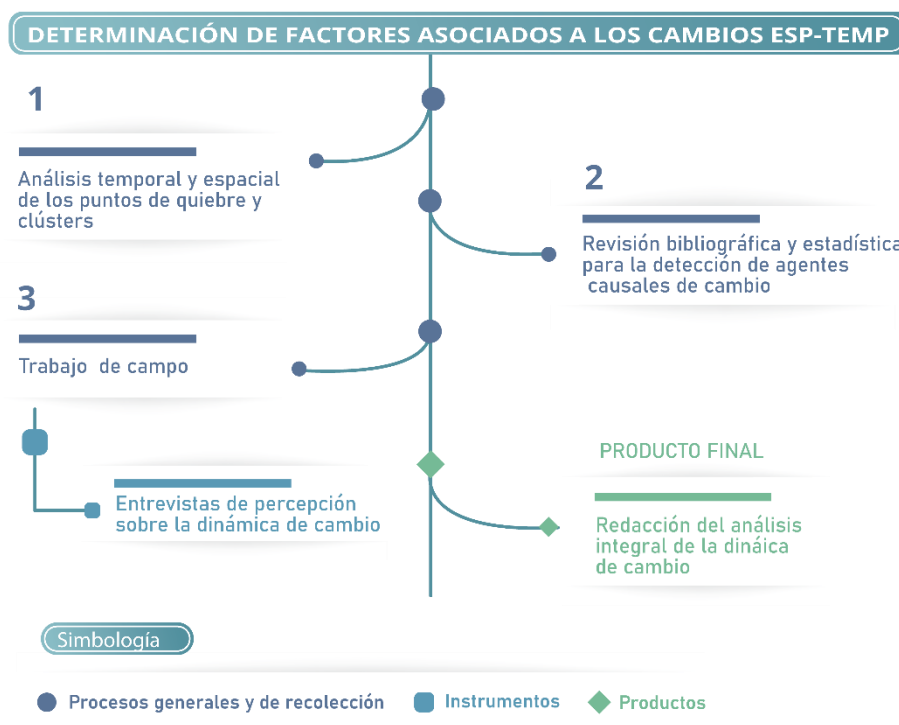 DETERMINACIÓN DE FACTORES ASOCIADOS A LOS CAMBIOS ESP-TEMP
1
Análisis temporal y espacial
de los puntos de quiebre y
clústers
2
Revisión bibliográfica y estadística
para la detección de agentes
causales de cambio
3
Trabajo de campo
Entrevistas de percepción
sobre la dinámica de cambio
PRODUCTO FINAL
Redacción del análisis
integral de la dináica
de cambio
Simbología
Procesos generales y de recolección
Instrumentos
Productos